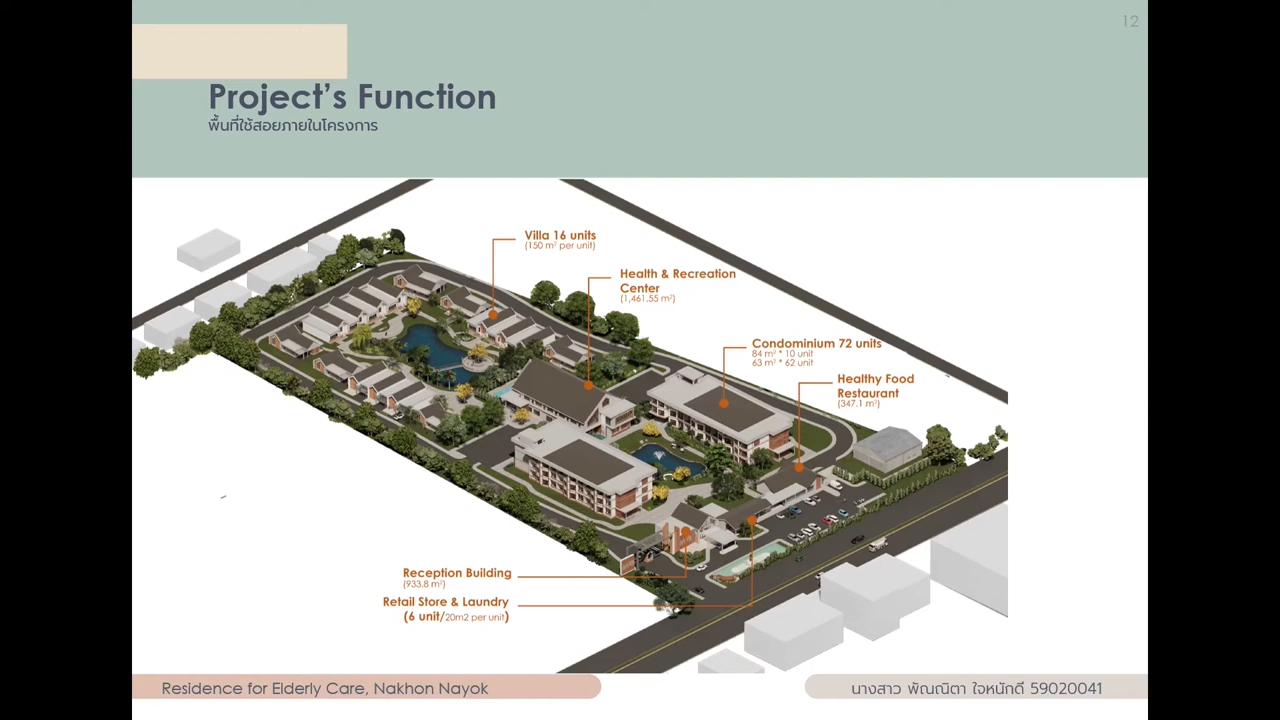 12
Project's Function
พื้นที่ใช้สอยภายในโครงการ
Villa 16 units
(150 m² per unit)
Health & Recreation
Center
(1,461.55 m²)
Condominium 72 units
84 m² * 10 unit
63 m² * 62 unit
Healthy Food
Restaurant
(347.1 m²)
Reception Building
(933.8 m²)
Retail Store & Laundry
(6 unit/20m2 per unit)
Residence for Elderly Care, Nakhon Nayok
นางสาว พัณณิตา ใจหนักดี 59020041